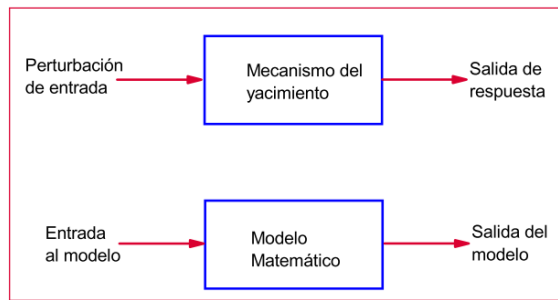 Perturbación
de entrada
Mecanismo del
yacimiento
Salida de
respuesta
Entrada
al modelo
Modelo
Matemático
Salida del
modelo